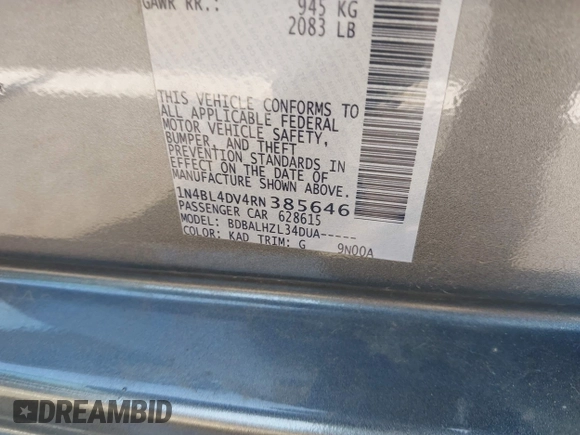 GAWR RR.: 945 KG
2083 LB
THIS VEHICLE CONFORMS TO
ALL APPLICABLE FEDERAL
MOTOR VEHICLE SAFETY,
BUMPER, AND THEFT
PREVENTION STANDARDS IN
EFFECT ON THE DATE OF
MANUFACTURE SHOWN ABOVE.
1N4BL4DV4RN385646
PASSENGER CAR 628615
MODEL: BDBALHZL34DUA-----
COLOR: KAD TRIM: G 9N00A
DREAMBID